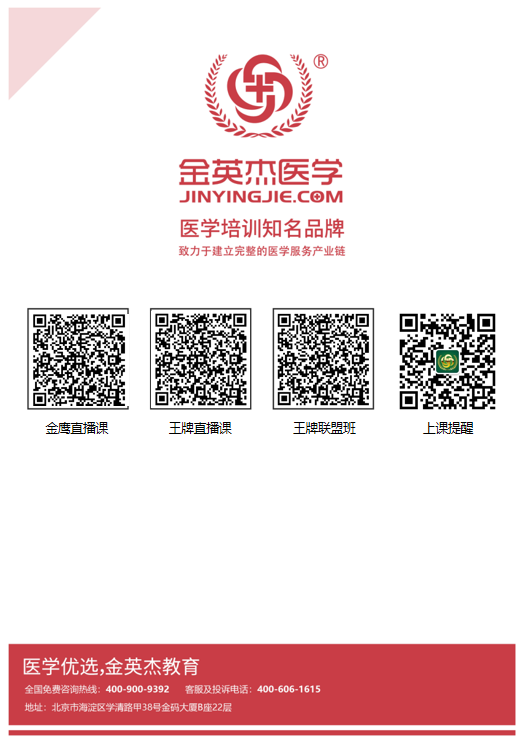 ®
金英杰医学
JINYINGJIE.COM
医学培训知名品牌
致力于建立完整的医学服务产业链
金鹰直播课 王牌直播课 王牌联盟班 上课提醒
医学优选,金英杰教育
全国免费咨询热线：400-900-9392 客服及投诉电话：400-606-1615
地址：北京市海淀区学清路甲38号金码大厦B座22层